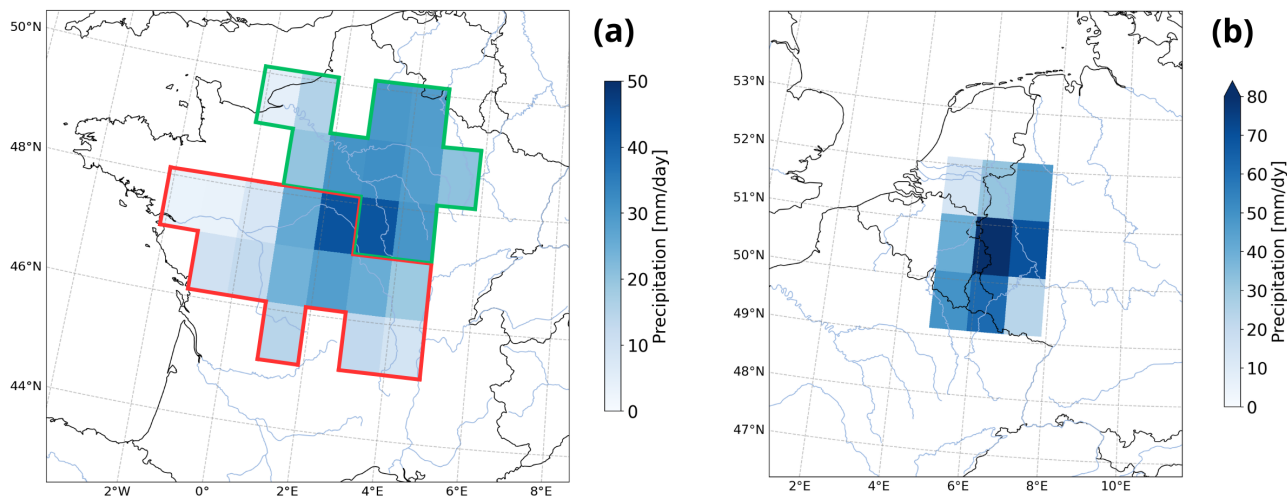 (a)
50°N
48°N
46°N
44°N
2°W 0° 2°E 4°E 6°E 8°E
50
40
30
20
10
0
Precipitation [mm/day]
(b)
53°N
52°N
51°N
50°N
49°N
48°N
47°N
2°E 4°E 6°E 8°E 10°E
80
70
60
50
40
30
20
10
0
Precipitation [mm/dy]